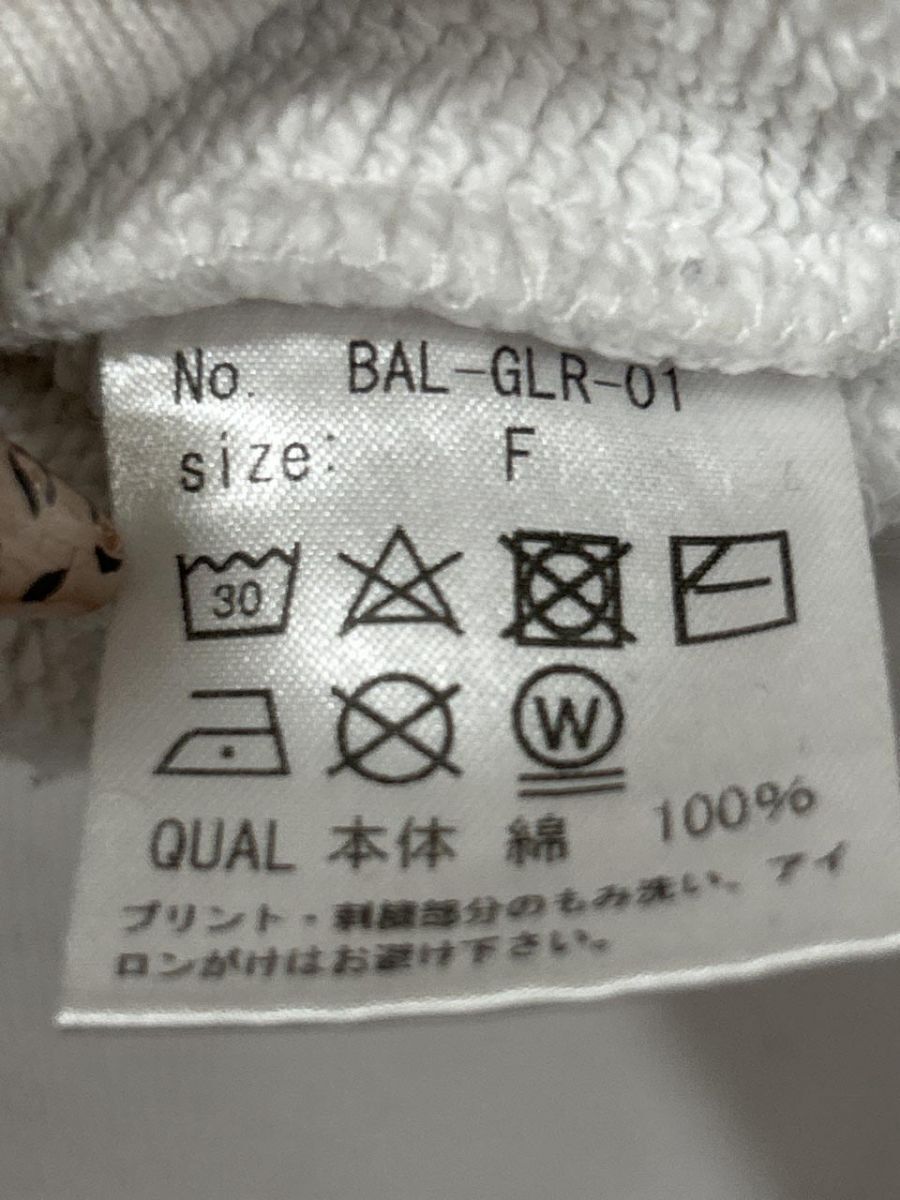 No. BAL-GLR-01
size: F
30
W
QUAL 本体 綿 100%
プリント・刺繍部分のもみ洗い、アイ
ロンがけはお避け下さい。